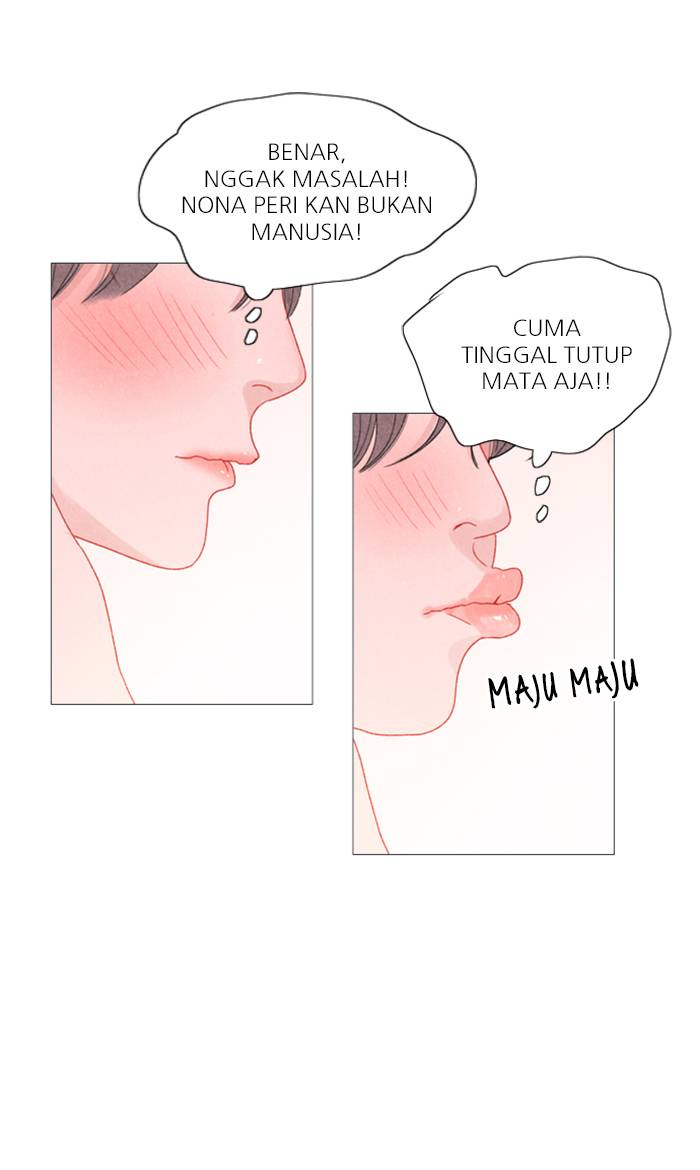 BENAR,
NGGAK MASALAH!
NONA PERI KAN BUKAN
MANUSIA!
CUMA
TINGGAL TUTUP
MATA AJA!!
MAJU MAJU